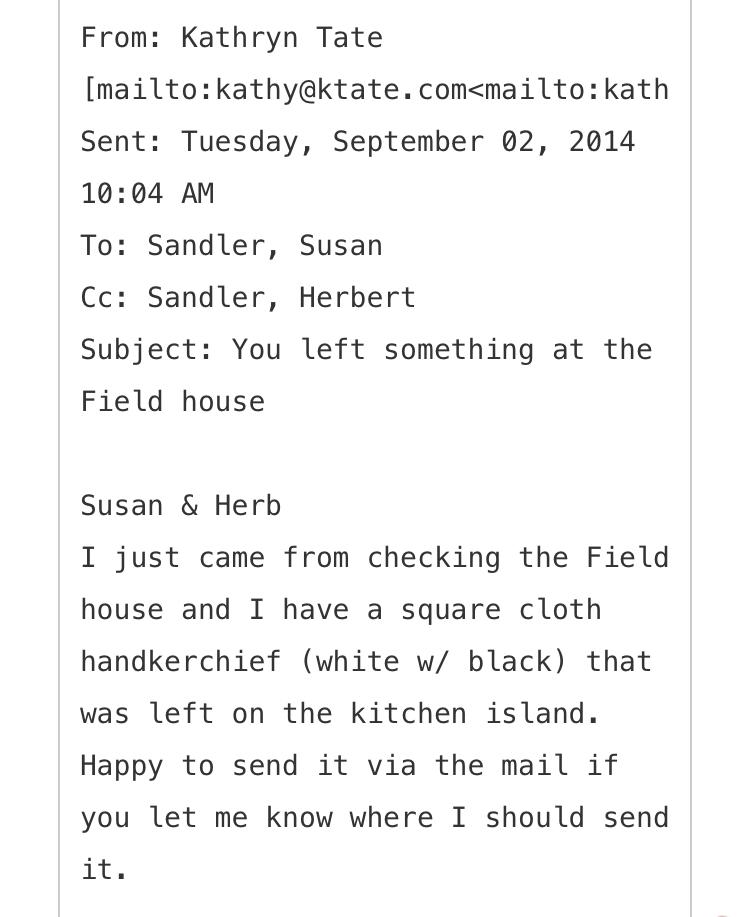 From: Kathryn Tate
[mailto:kathy@ktate.com<mailto:kath
Sent: Tuesday, September 02, 2014
10:04 AM
To: Sandler, Susan
Cc: Sandler, Herbert
Subject: You left something at the
Field house
Susan & Herb
I just came from checking the Field
house and I have a square cloth
handkerchief (white w/ black) that
was left on the kitchen island.
Happy to send it via the mail if
you let me know where I should send
it.